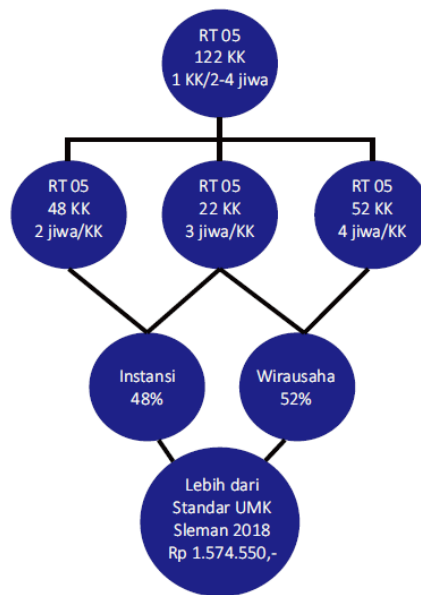 RT 05
122 KK
1 KK/2-4 jiwa
RT 05
48 KK
2 jiwa/KK
RT 05
22 KK
3 jiwa/KK
RT 05
52 KK
4 jiwa/KK
Instansi
48%
Wirausaha
52%
Lebih dari
Standar UMK
Sleman 2018
Rp 1.574.550,-